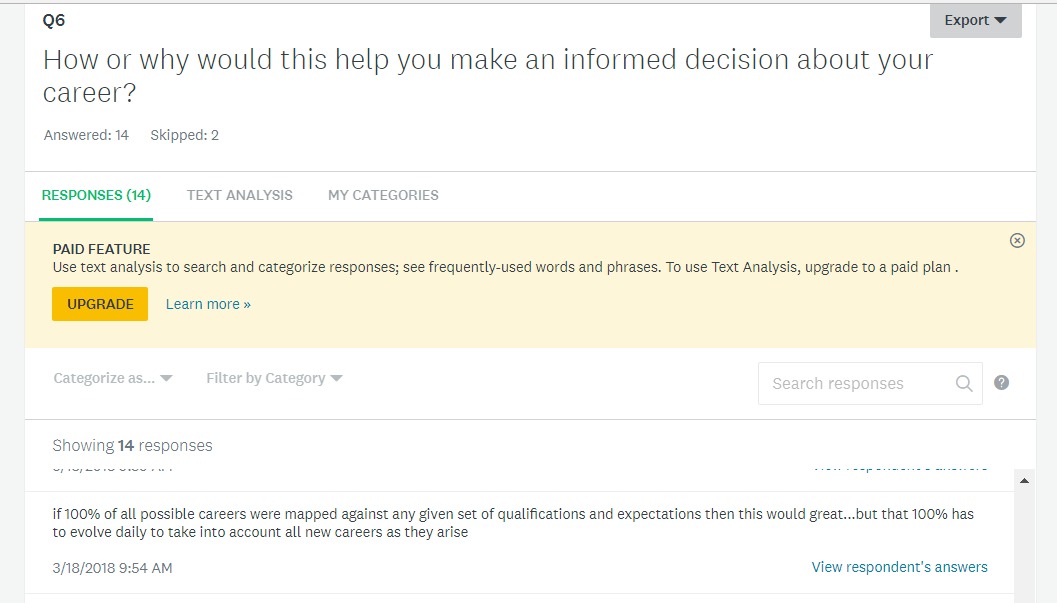 Q6
Export
How or why would this help you make an informed decision about your
career?
Answered: 14 Skipped: 2
RESPONSES (14) TEXT ANALYSIS MY CATEGORIES
PAID FEATURE
Use text analysis to search and categorize responses; see frequently-used words and phrases. To use Text Analysis, upgrade to a paid plan .
UPGRADE Learn more »
Categorize as... Filter by Category Search responses ?
Showing 14 responses
View respondent's answers
if 100% of all possible careers were mapped against any given set of qualifications and expectations then this would great...but that 100% has
to evolve daily to take into account all new careers as they arise
3/18/2018 9:54 AM View respondent's answers